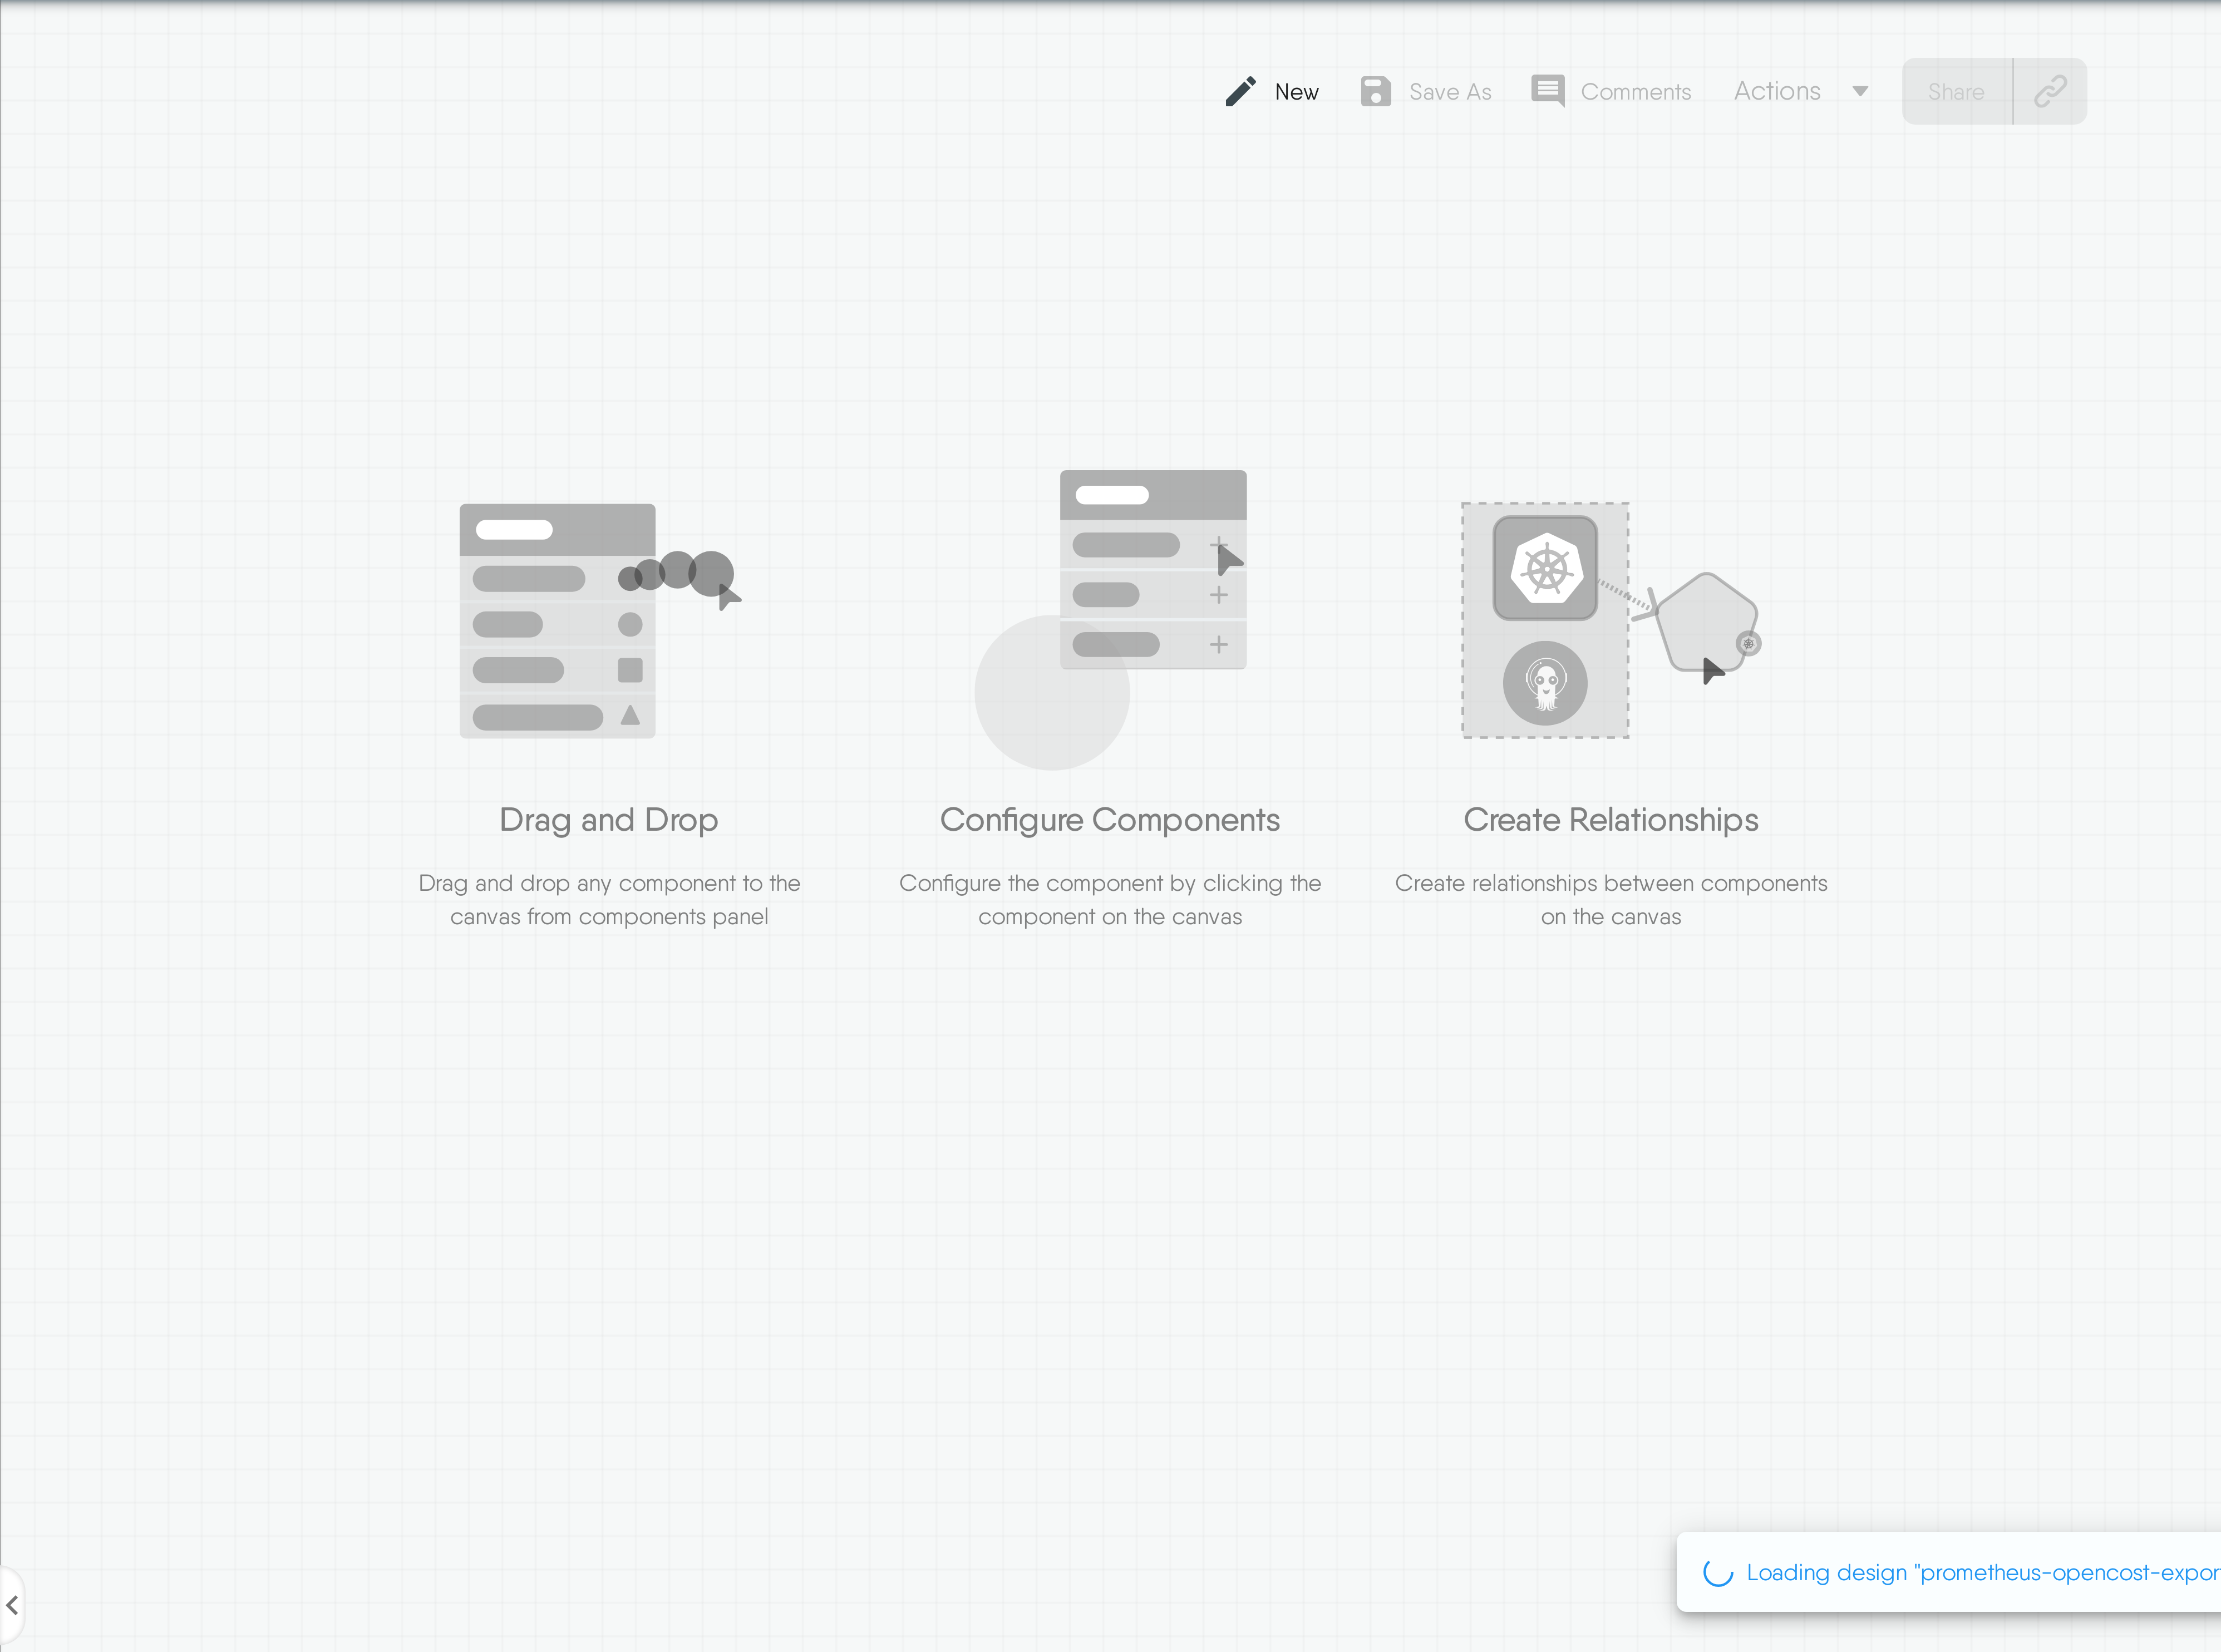 New
Save As
Comments
Actions
Share
Drag and Drop
Drag and drop any component to the
canvas from components panel
Configure Components
Configure the component by clicking the
component on the canvas
Create Relationships
Create relationships between components
on the canvas
Loading design "prometheus-opencost-expor